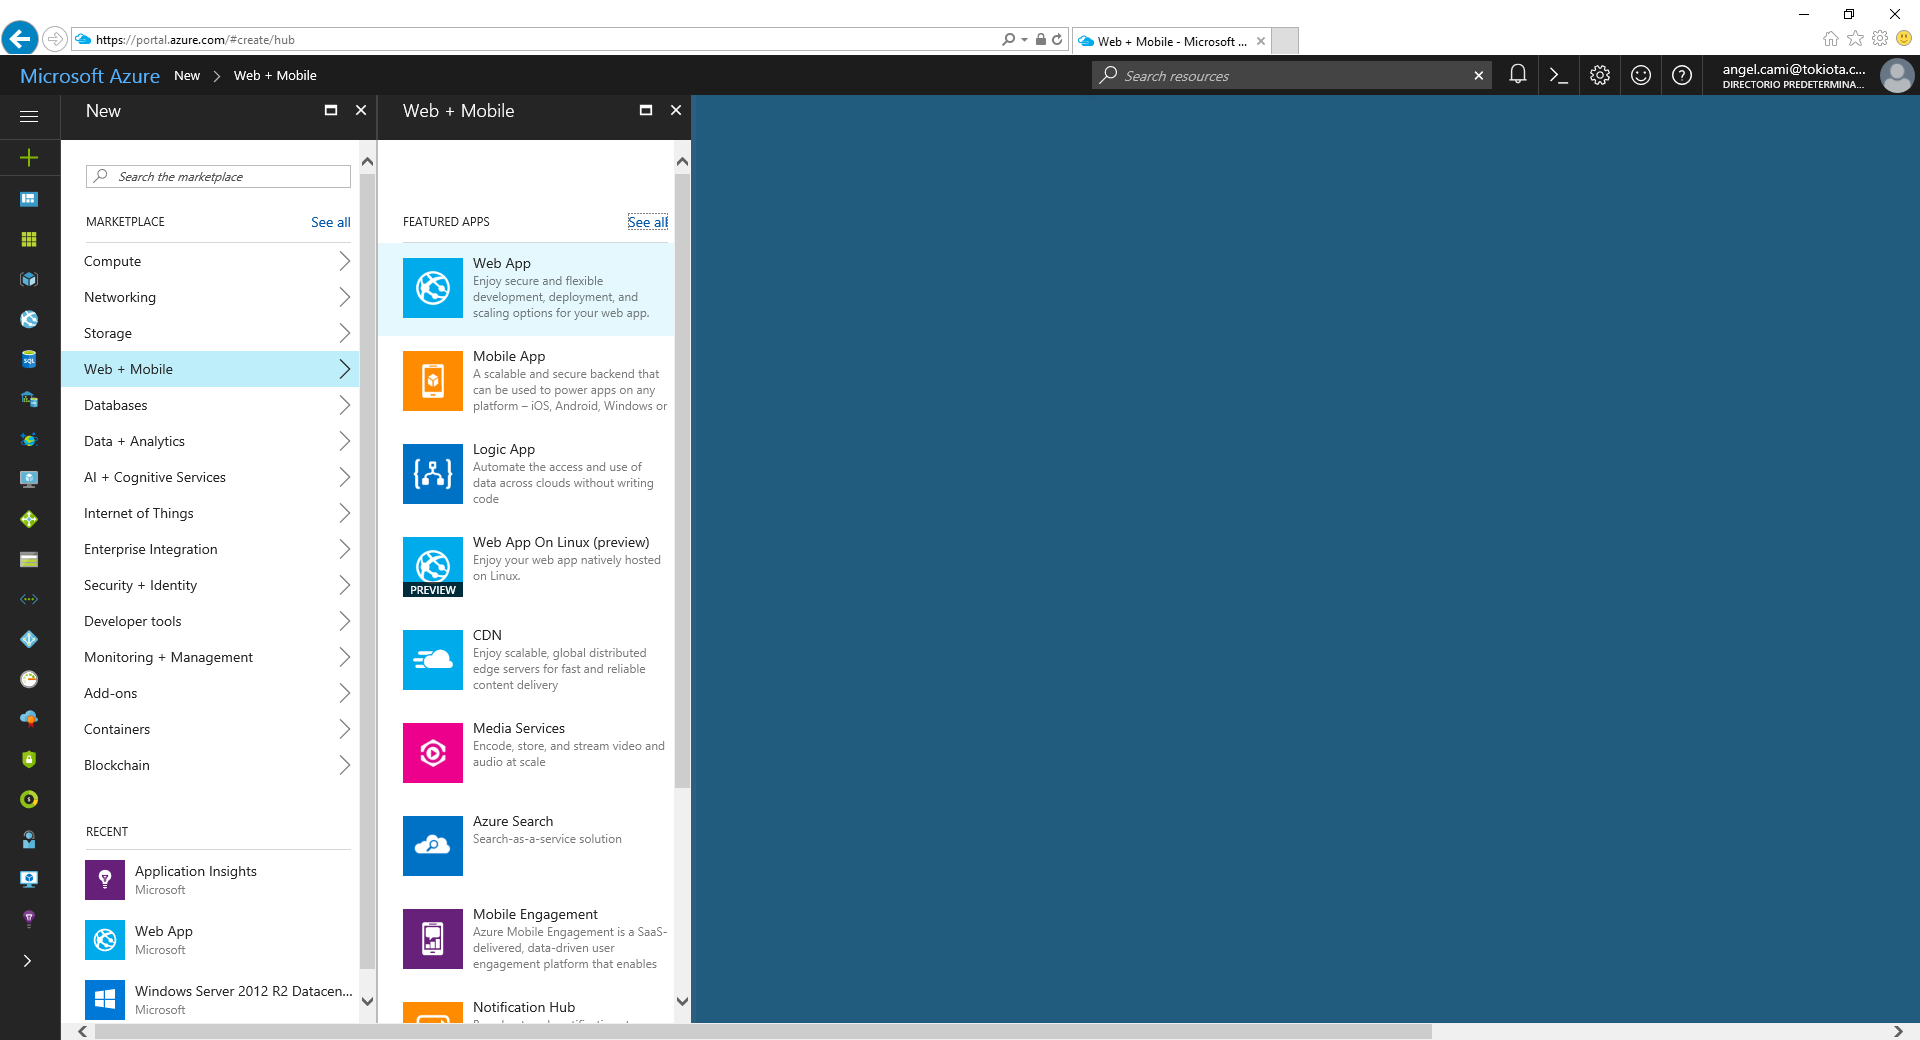 https://portal.azure.com/#create/hub
Web + Mobile - Microsoft ...
Microsoft Azure
New
Web + Mobile
Search resources
angel.cami@tokiota.c...
DIRECTORIO PREDETERMINA...
New
Search the marketplace
MARKETPLACE
See all
Compute
Networking
Storage
Web + Mobile
Databases
Data + Analytics
AI + Cognitive Services
Internet of Things
Enterprise Integration
Security + Identity
Developer tools
Monitoring + Management
Add-ons
Containers
Blockchain
RECENT
Application Insights
Microsoft
Web App
Microsoft
Windows Server 2012 R2 Datacen...
Microsoft
Web + Mobile
FEATURED APPS
See all
Web App
Enjoy secure and flexible
development, deployment, and
scaling options for your web app.
Mobile App
A scalable and secure backend that
can be used to power apps on any
platform – iOS, Android, Windows or
Logic App
Automate the access and use of
data across clouds without writing
code
Web App On Linux (preview)
Enjoy your web app natively hosted
on Linux.
PREVIEW
CDN
Enjoy scalable, global distributed
edge servers for fast and reliable
content delivery
Media Services
Encode, store, and stream video and
audio at scale
Azure Search
Search-as-a-service solution
Mobile Engagement
Azure Mobile Engagement is a SaaS-
delivered, data-driven user
engagement platform that enables
Notification Hub